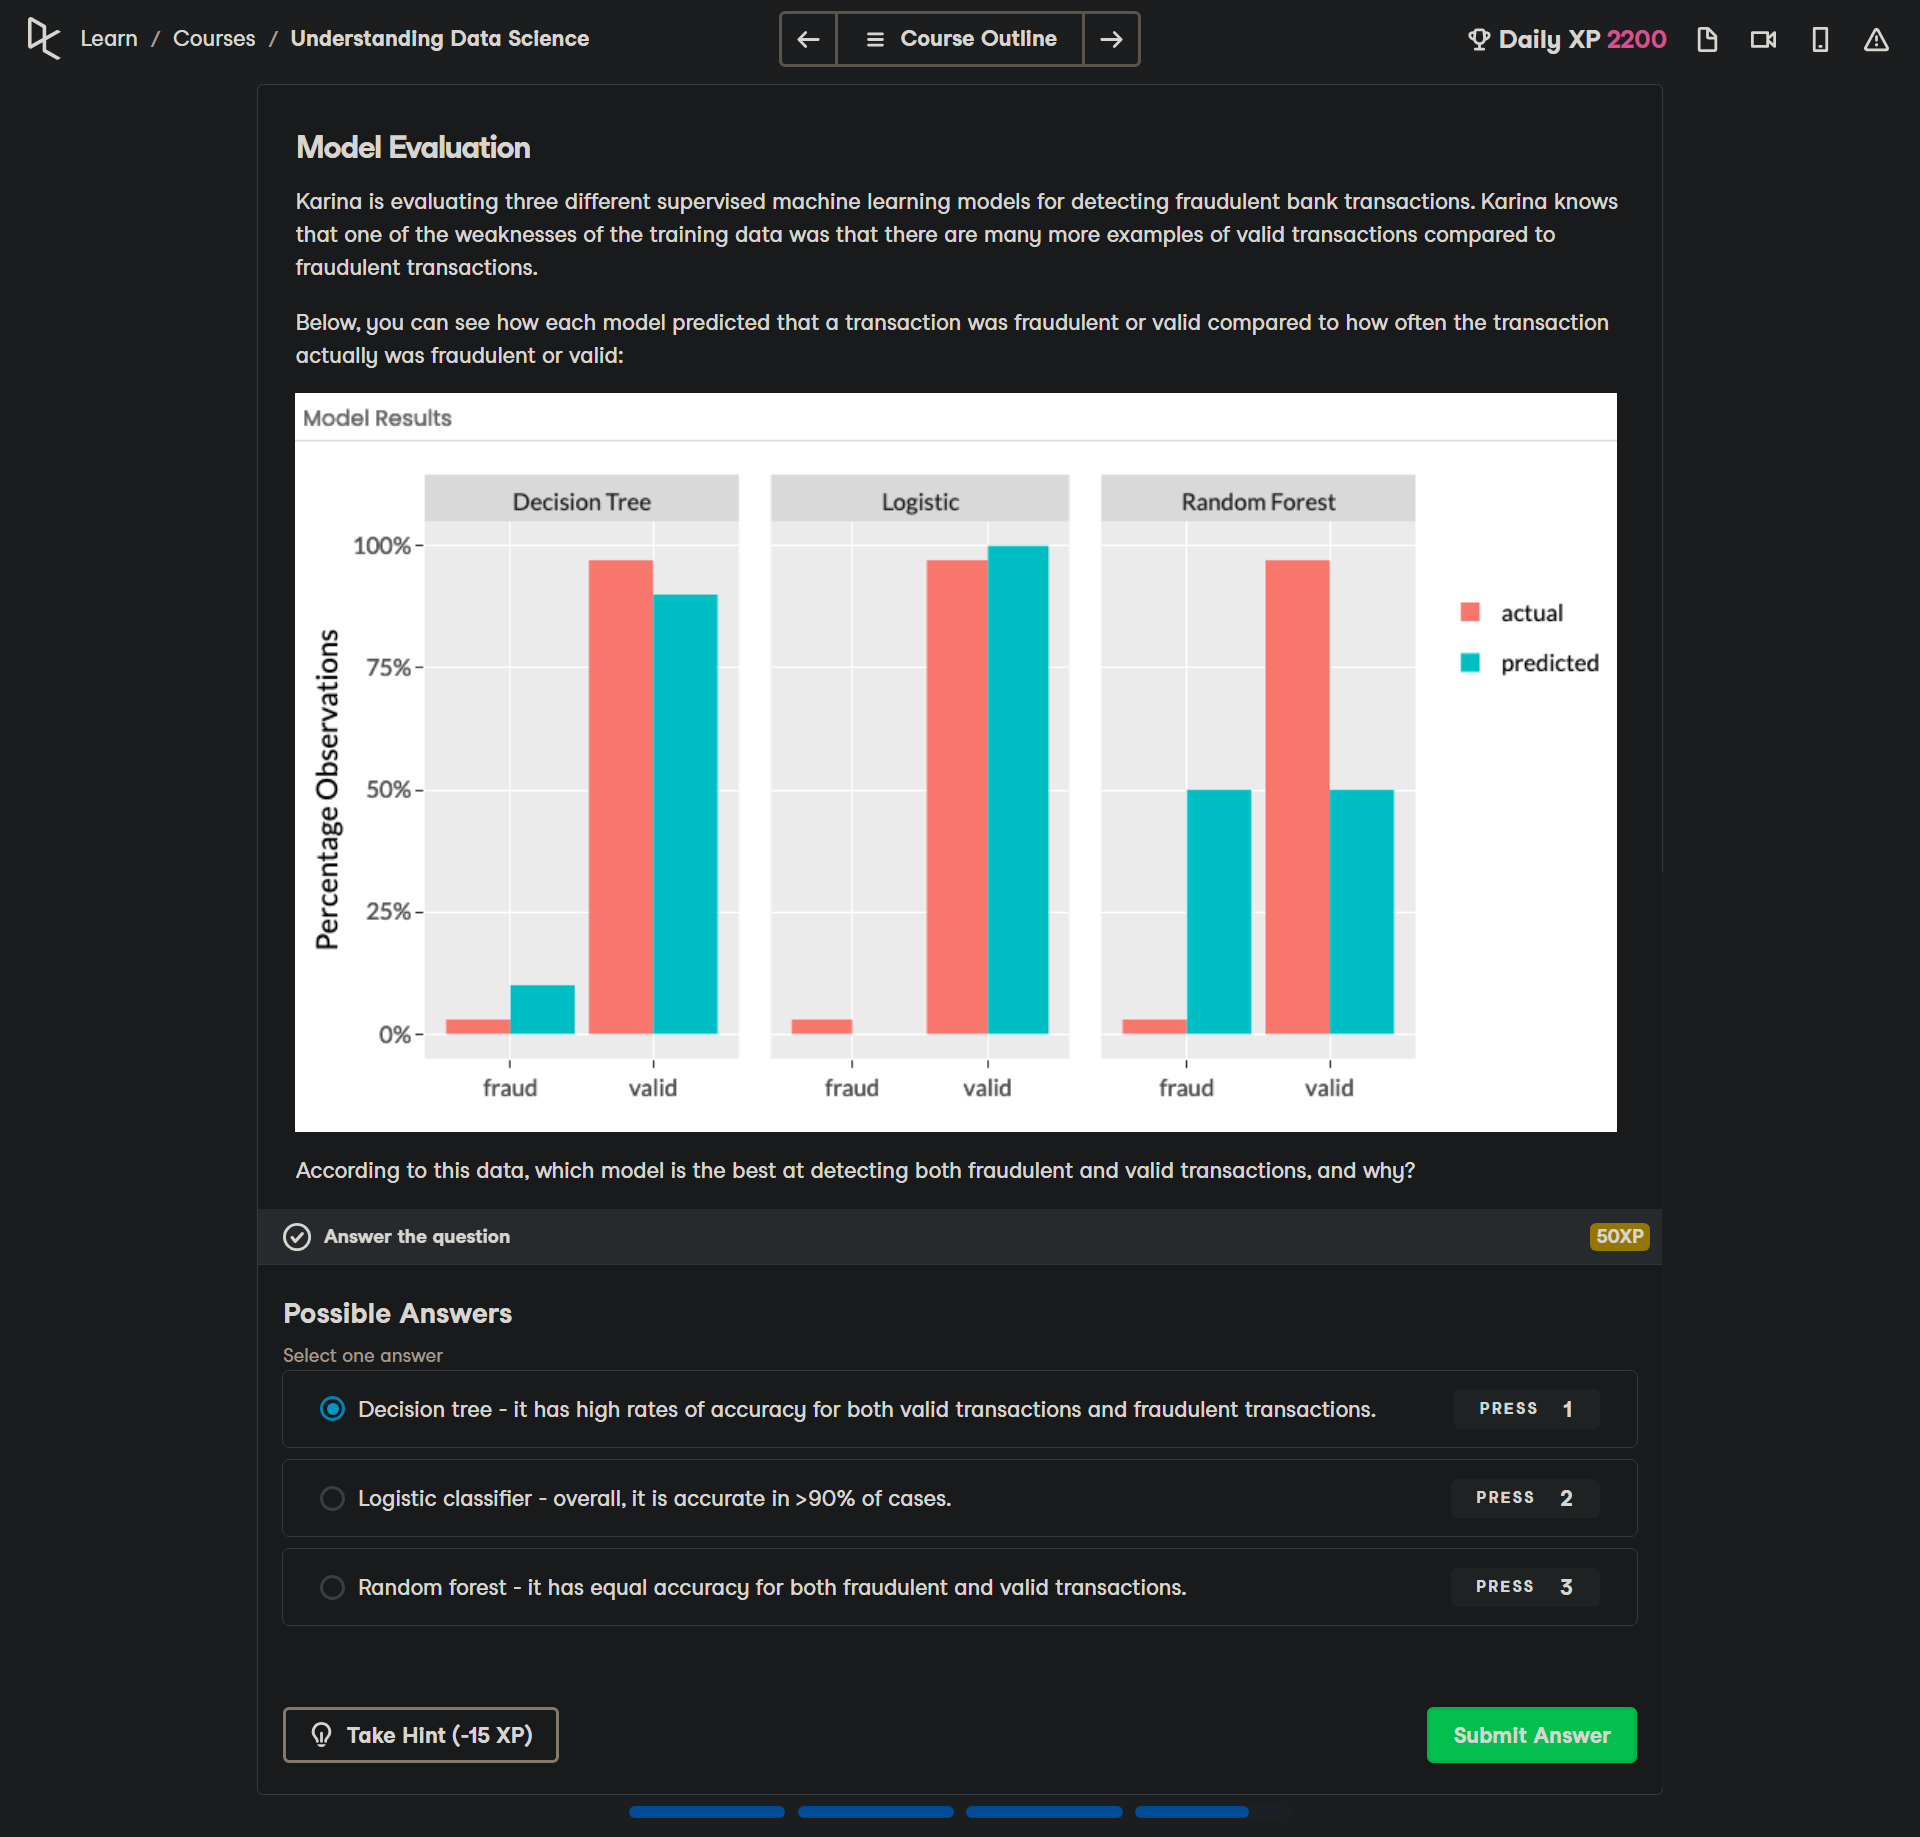 Learn / Courses / Understanding Data Science
Course Outline
Daily XP 2200
Model Evaluation
Karina is evaluating three different supervised machine learning models for detecting fraudulent bank transactions. Karina knows
that one of the weaknesses of the training data was that there are many more examples of valid transactions compared to
fraudulent transactions.
Below, you can see how each model predicted that a transaction was fraudulent or valid compared to how often the transaction
actually was fraudulent or valid:
Model Results
Decision Tree
Logistic
Random Forest
Percentage Observations
100%
75%
50%
25%
0%
fraud
valid
fraud
valid
fraud
valid
actual
predicted
According to this data, which model is the best at detecting both fraudulent and valid transactions, and why?
Answer the question
50XP
Possible Answers
Select one answer
Decision tree - it has high rates of accuracy for both valid transactions and fraudulent transactions.
PRESS 1
Logistic classifier - overall, it is accurate in >90% of cases.
PRESS 2
Random forest - it has equal accuracy for both fraudulent and valid transactions.
PRESS 3
Take Hint (-15 XP)
Submit Answer